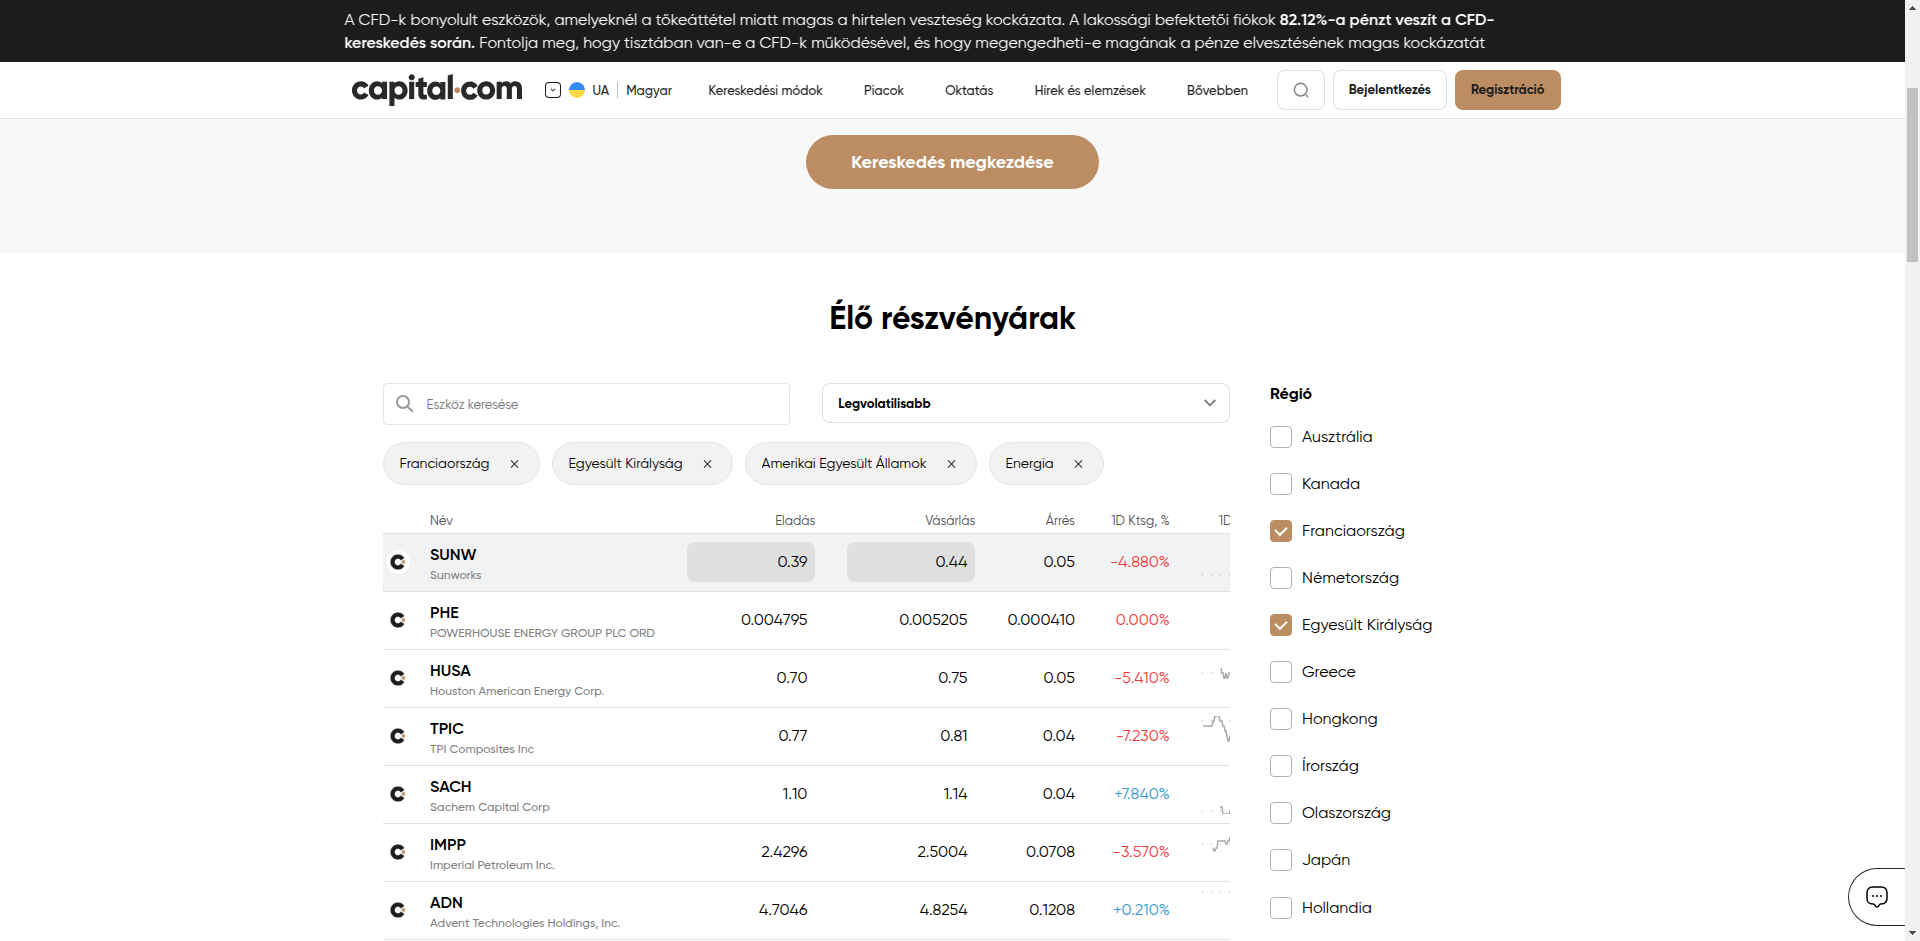 A CFD-k bonyolult eszközök, amelyeknél a tőkeáttétel miatt magas a hirtelen veszteség kockázata. A lakossági befektetői fiókok 82.12%-a pénzt veszit a CFD-
kereskedés során. Fontolja meg, hogy tisztában van-e a CFD-k működésével, és hogy megengedheti-e magának a pénze elvesztésének magas kockázatát
capital.com UA Magyar Kereskedési módok Piacok Oktatás Hírek és elemzések Bővebben Bejelentkezés Regisztráció
Kereskedés megkezdése
Élő részvényárak
Eszköz keresése Legvolatilisabb
Franciaország Egyesült Királyság Amerikai Egyesült Államok Energia
Név Eladás Vásárlás Árrés 1D Ktsg, % 1D
SUNW 0.39 0.44 0.05 -4.880%
Sunworks
PHE 0.004795 0.005205 0.000410 0.000%
POWERHOUSE ENERGY GROUP PLC ORD
HUSA 0.70 0.75 0.05 -5.410%
Houston American Energy Corp.
TPIC 0.77 0.81 0.04 -7.230%
TPI Composites Inc
SACH 1.10 1.14 0.04 +7.840%
Sachem Capital Corp
IMPP 2.4296 2.5004 0.0708 -3.570%
Imperial Petroleum Inc.
ADN 4.7046 4.8254 0.1208 +0.210%
Advent Technologies Holdings, Inc.
Régió
Ausztrália
Kanada
Franciaország
Németország
Egyesült Királyság
Greece
Hongkong
Írország
Olaszország
Japán
Hollandia